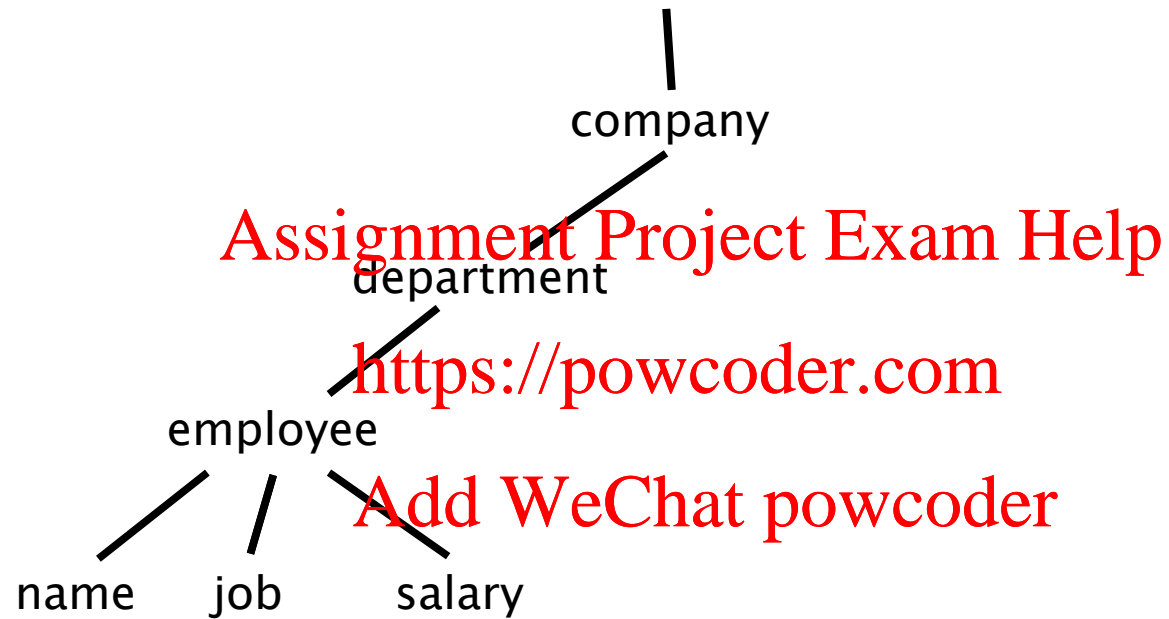 company
Assignment Project Exam Help
department
https://powcoder.com
employee
Add WeChat powcoder
name job salary